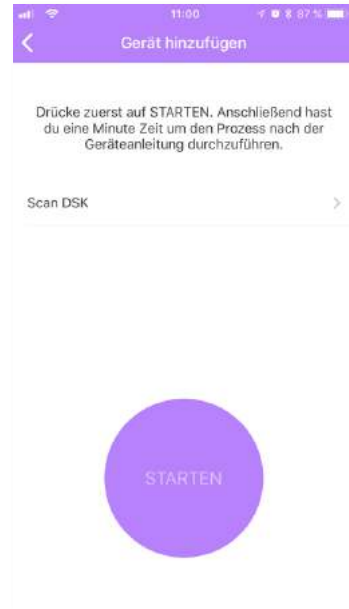 11:00 87 %
Gerät hinzufügen
Drücke zuerst auf STARTEN. Anschließend hast
du eine Minute Zeit um den Prozess nach der
Geräteanleitung durchzuführen.
Scan DSK
STARTEN